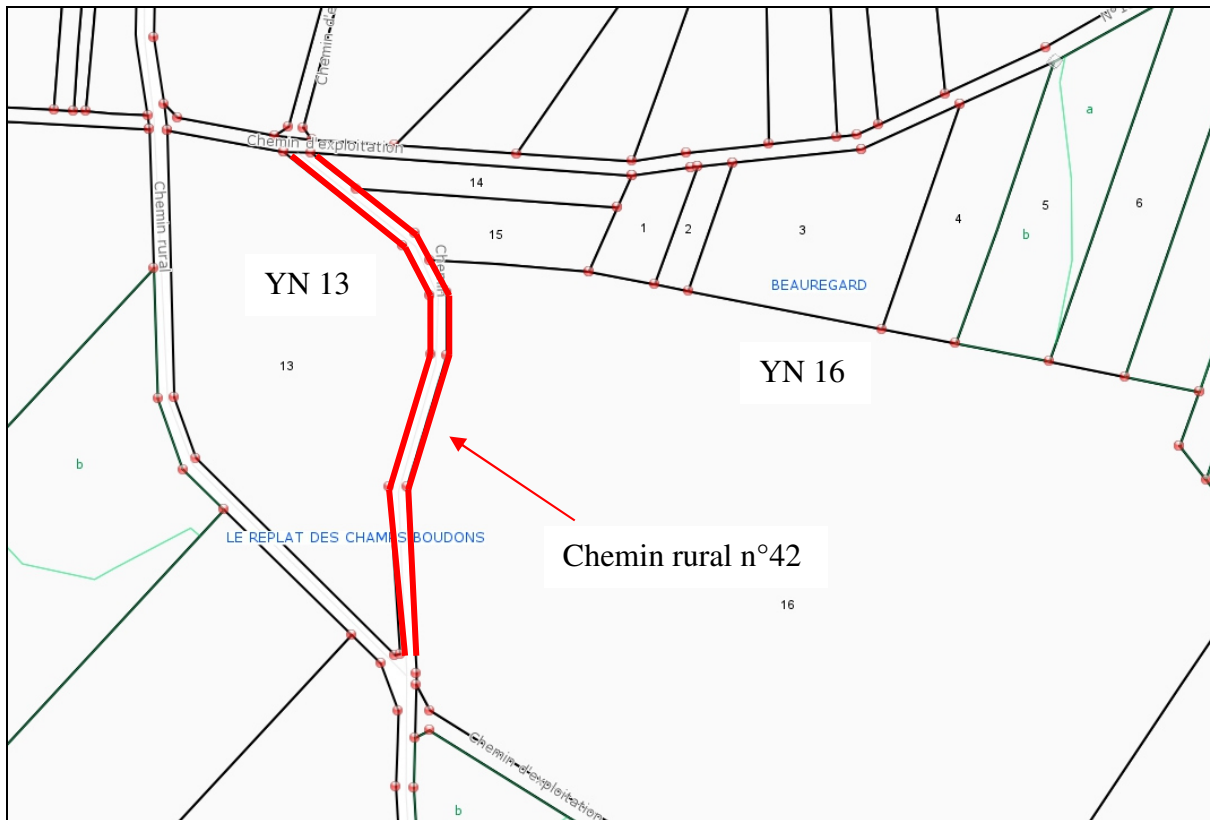 Chemin d'e
N°
Chemin d'exploitation
a
14
Chemin rural
15
1
2
3
4
5
6
b
Chemin
YN 13
BEAUREGARD
13
YN 16
b
LE REPLAT DES CHAMPS BOUDONS
Chemin rural n°42
16
Chemin d'exploitation
b